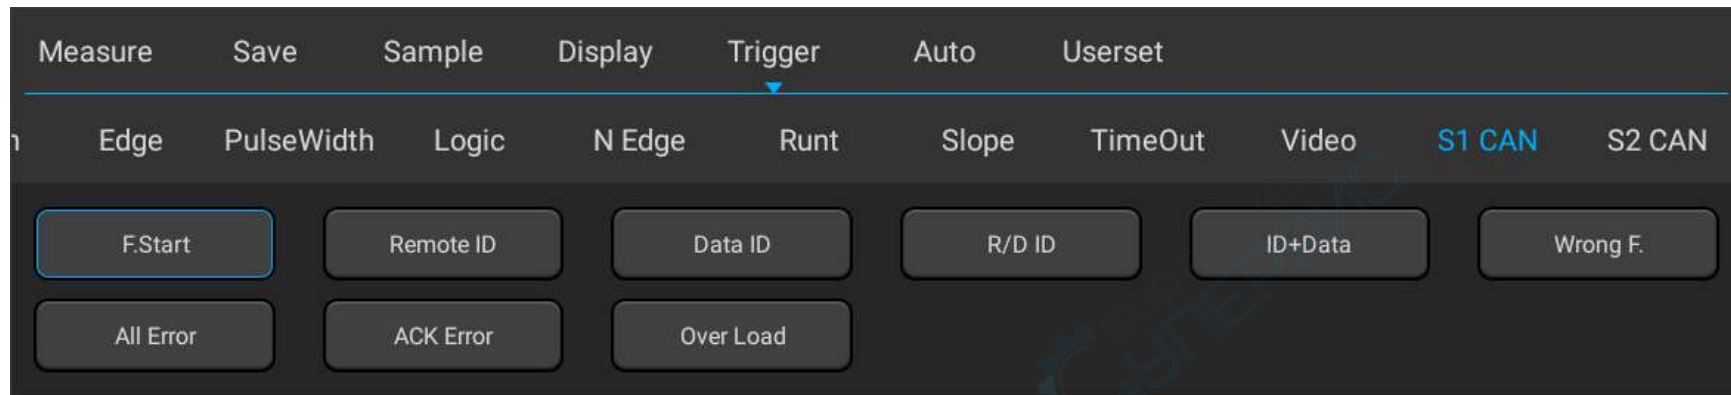 Measure Save Sample Display Trigger Auto Userset
Edge PulseWidth Logic N Edge Runt Slope TimeOut Video S1 CAN S2 CAN
F.Start Remote ID Data ID R/D ID ID+Data Wrong F.
All Error ACK Error Over Load